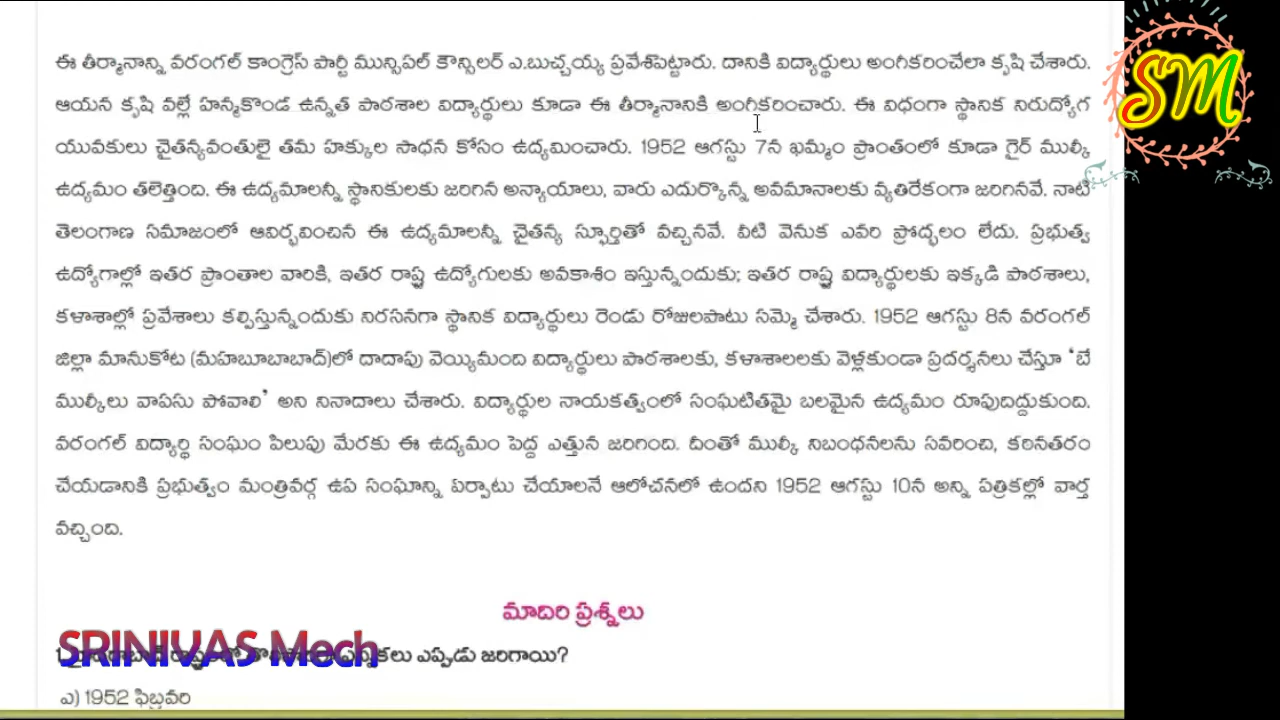 ఈ తీర్మానాన్ని వరంగల్ కాంగ్రెస్ పార్టీ మున్సిపల్ కౌన్సిలర్ ఎ.బుచ్చయ్య ప్రవేశపెట్టారు. దానికి విద్యార్థులు అంగీకరించేలా కృషి చేశారు.
ఆయన కృషి వల్లే హన్మకొండ ఉన్నత పాఠశాల విద్యార్థులు కూడా ఈ తీర్మానానికి అంగీకరించారు. ఈ విధంగా స్థానిక నిరుద్యోగ
యువకులు చైతన్యవంతులై తమ హక్కుల సాధన కోసం ఉద్యమించారు. 1952 ఆగస్టు 7న ఖమ్మం ప్రాంతంలో కూడా గైర్ ముల్కీ
ఉద్యమం తలెత్తింది. ఈ ఉద్యమాలన్నీ స్థానికులకు జరిగిన అన్యాయాలు, వారు ఎదుర్కొన్న అవమానాలకు వ్యతిరేకంగా జరిగినవే. నాటి
తెలంగాణ సమాజంలో ఆవిర్భవించిన ఈ ఉద్యమాలన్నీ చైతన్య స్ఫూర్తితో వచ్చినవే. వీటి వెనుక ఎవరి ప్రోద్బలం లేదు. ప్రభుత్వ
ఉద్యోగాల్లో ఇతర ప్రాంతాల వారికి, ఇతర రాష్ట్ర ఉద్యోగులకు అవకాశం ఇస్తున్నందుకు; ఇతర రాష్ట్ర విద్యార్థులకు ఇక్కడి పాఠశాలు,
కళాశాల్లో ప్రవేశాలు కల్పిస్తున్నందుకు నిరసనగా స్థానిక విద్యార్థులు రెండు రోజులపాటు సమ్మె చేశారు. 1952 ఆగస్టు 8న వరంగల్
జిల్లా మానుకోట (మహబూబాబాద్)లో దాదాపు వెయ్యిమంది విద్యార్థులు పాఠశాలకు, కళాశాలలకు వెళ్లకుండా ప్రదర్శనలు చేస్తూ 'బే
ముల్కీలు వాపసు పోవాలి' అని నినాదాలు చేశారు. విద్యార్థుల నాయకత్వంలో సంఘటితమై బలమైన ఉద్యమం రూపుదిద్దుకుంది.
వరంగల్ విద్యార్థి సంఘం పిలుపు మేరకు ఈ ఉద్యమం పెద్ద ఎత్తున జరిగింది. దీంతో ముల్కీ నిబంధనలను సవరించి, కఠినతరం
చేయడానికి ప్రభుత్వం మంత్రివర్గ ఉప సంఘాన్ని ఏర్పాటు చేయాలనే ఆలోచనలో ఉందని 1952 ఆగస్టు 10న అన్ని పత్రికల్లో వార్త
వచ్చింది.
మాదిరి ప్రశ్నలు
SRINIVAS Mech
1. ఎప్పుడు జరిగాయి?
ఎ) 1952 ఫిబ్రవరి
SM